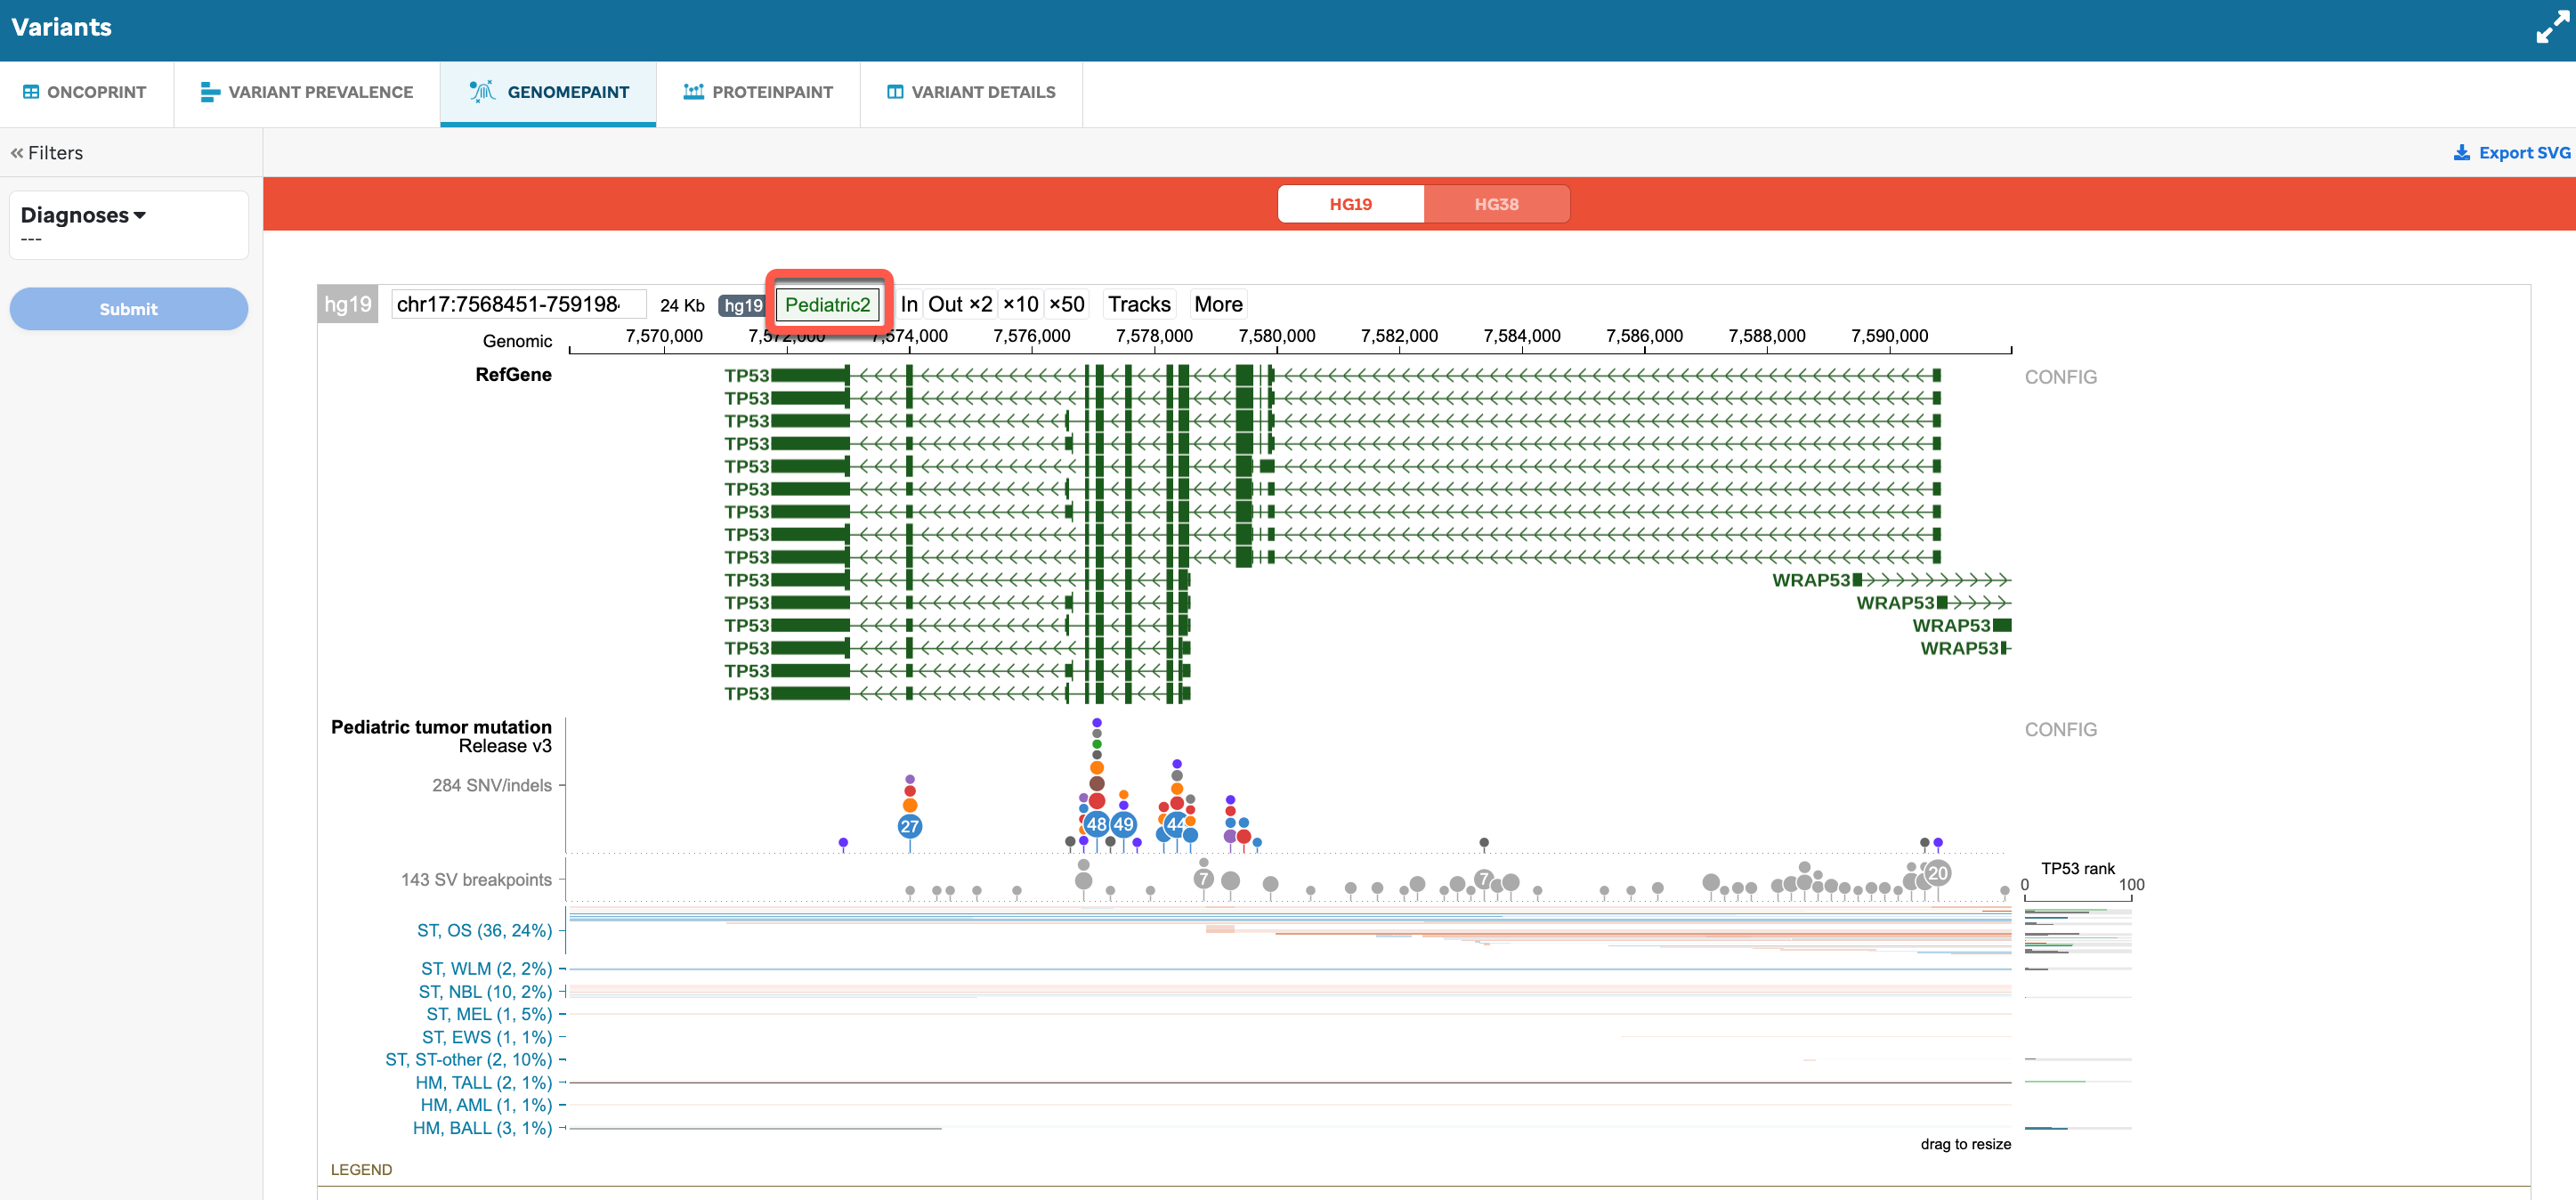 Variants
ONCOPRINT VARIANT PREVALENCE GENOMEPAINT PROTEINPAINT VARIANT DETAILS
Filters
Export SVG
Diagnoses
---
Submit
HG19 HG38
hg19 chr17:7568451-759198 24 Kb hg19 Pediatric2 In Out ×2 ×10 ×50 Tracks More
Genomic 7,570,000 7,572,000 7,574,000 7,576,000 7,578,000 7,580,000 7,582,000 7,584,000 7,586,000 7,588,000 7,590,000
RefGene TP53 CONFIG
TP53
TP53
TP53
TP53
TP53
TP53
TP53
TP53
TP53 WRAP53
TP53 WRAP53
TP53 WRAP53
TP53 WRAP53
TP53
TP53
Pediatric tumor mutation CONFIG
Release v3
284 SNV/indels
27 48 49 44
143 SV breakpoints 7 7 20
TP53 rank
0 100
ST, OS (36, 24%)
ST, WLM (2, 2%)
ST, NBL (10, 2%)
ST, MEL (1, 5%)
ST, EWS (1, 1%)
ST, ST-other (2, 10%)
HM, TALL (2, 1%)
HM, AML (1, 1%)
HM, BALL (3, 1%)
drag to resize
LEGEND